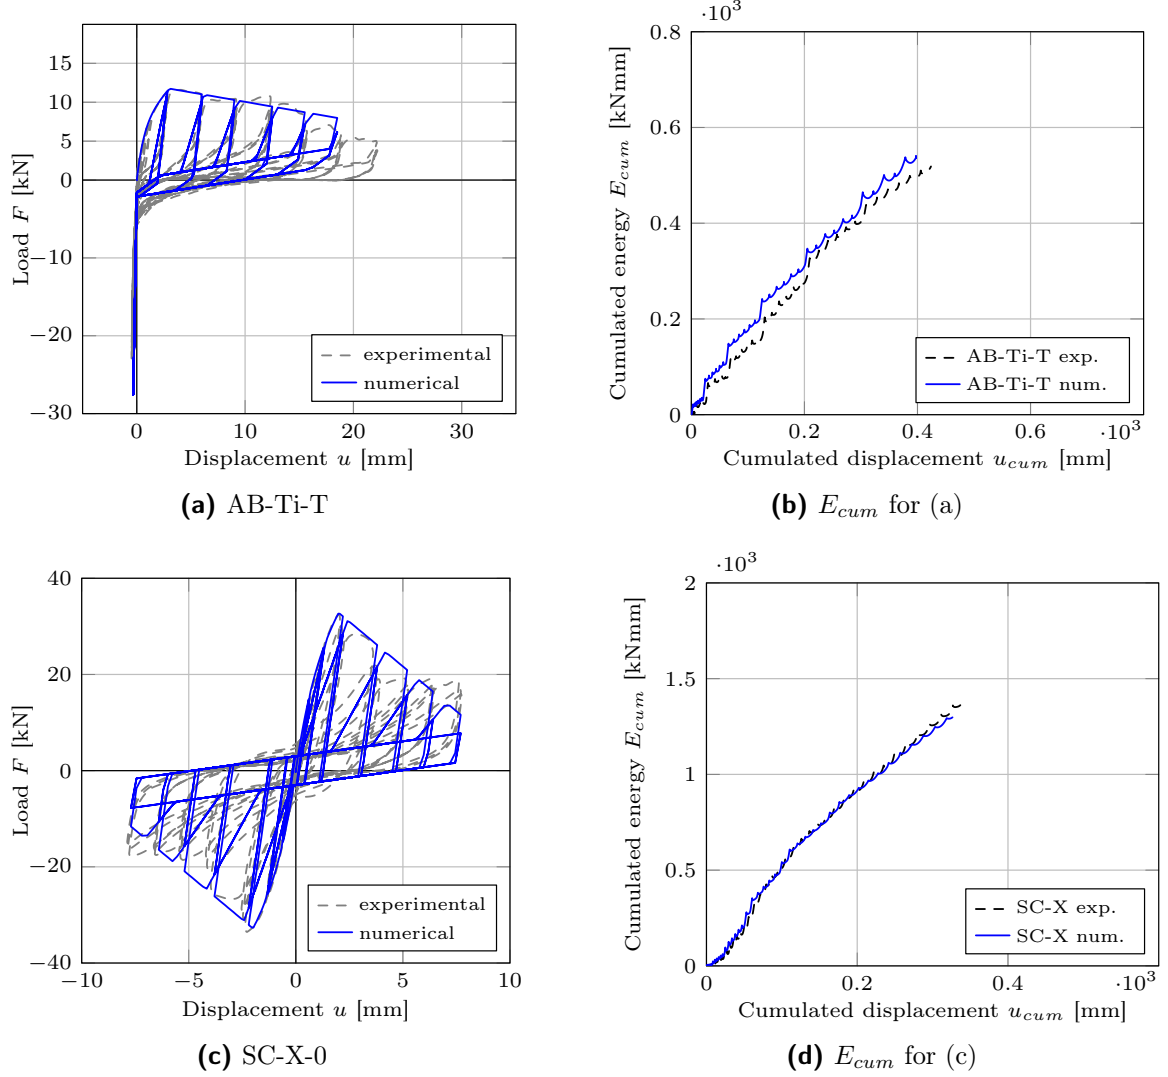 15
10
5
0
−10
−20
−30
0
10
20
30
Load F [kN]
Displacement u [mm]
experimental
numerical
(a) AB-Ti-T
·10³
0.8
0.6
0.4
0.2
0
0
0.2
0.4
0.6
·10³
Cumulated energy E_cum [kNmm]
Cumulated displacement u_cum [mm]
AB-Ti-T exp.
AB-Ti-T num.
(b) E_cum for (a)
40
20
0
−20
−40
−10
−5
0
5
10
Load F [kN]
Displacement u [mm]
experimental
numerical
(c) SC-X-0
·10³
2
1.5
1
0.5
0
0
0.2
0.4
·10³
Cumulated energy E_cum [kNmm]
Cumulated displacement u_cum [mm]
SC-X exp.
SC-X num.
(d) E_cum for (c)